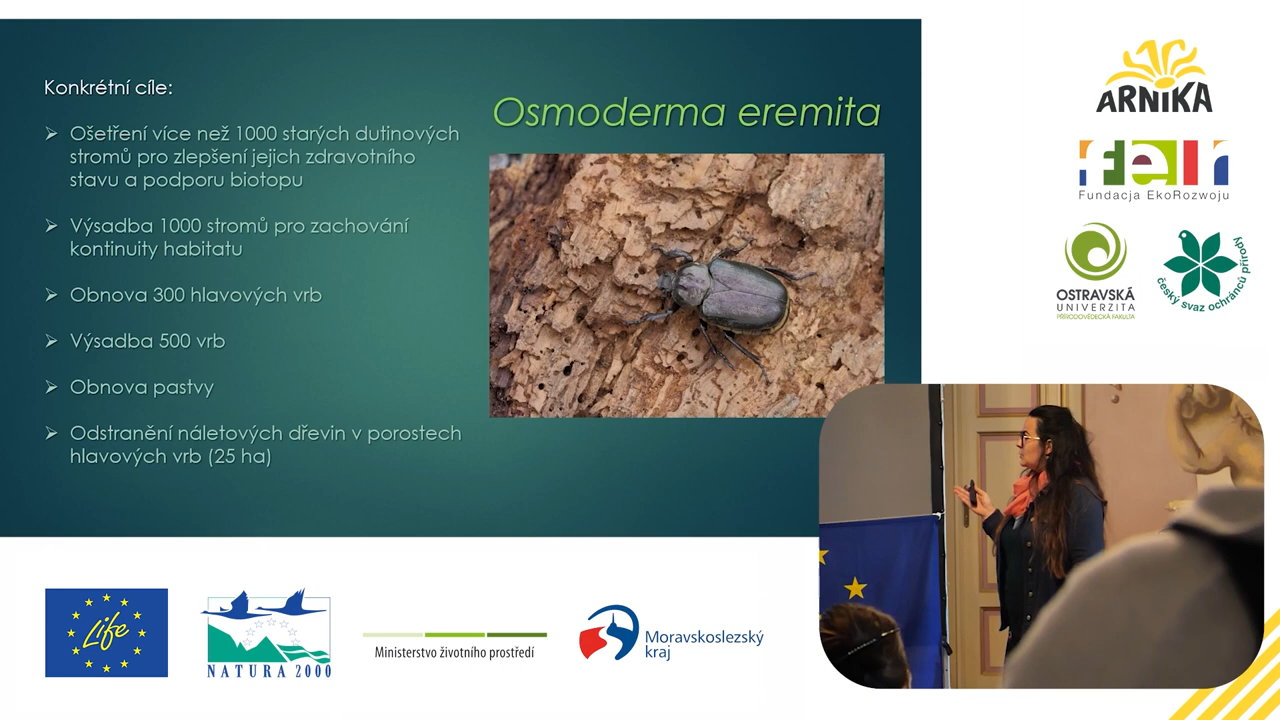 Konkrétní cíle:
Ošetření více než 1000 starých dutinových
stromů pro zlepšení jejich zdravotního
stavu a podporu biotopu
Výsadba 1000 stromů pro zachování
kontinuity habitatu
Obnova 300 hlavových vrb
Výsadba 500 vrb
Obnova pastvy
Odstranění náletových dřevin v porostech
hlavových vrb (25 ha)
Osmoderma eremita
ARNIKA
feri
Fundacja EkoRozwoju
OSTRAVSKÁ
UNIVERZITA
PŘÍRODOVĚDECKÁ FAKULTA
český svaz ochránců přírody
Life
NATURA 2000
Ministerstvo životního prostředí
Moravskoslezský
kraj